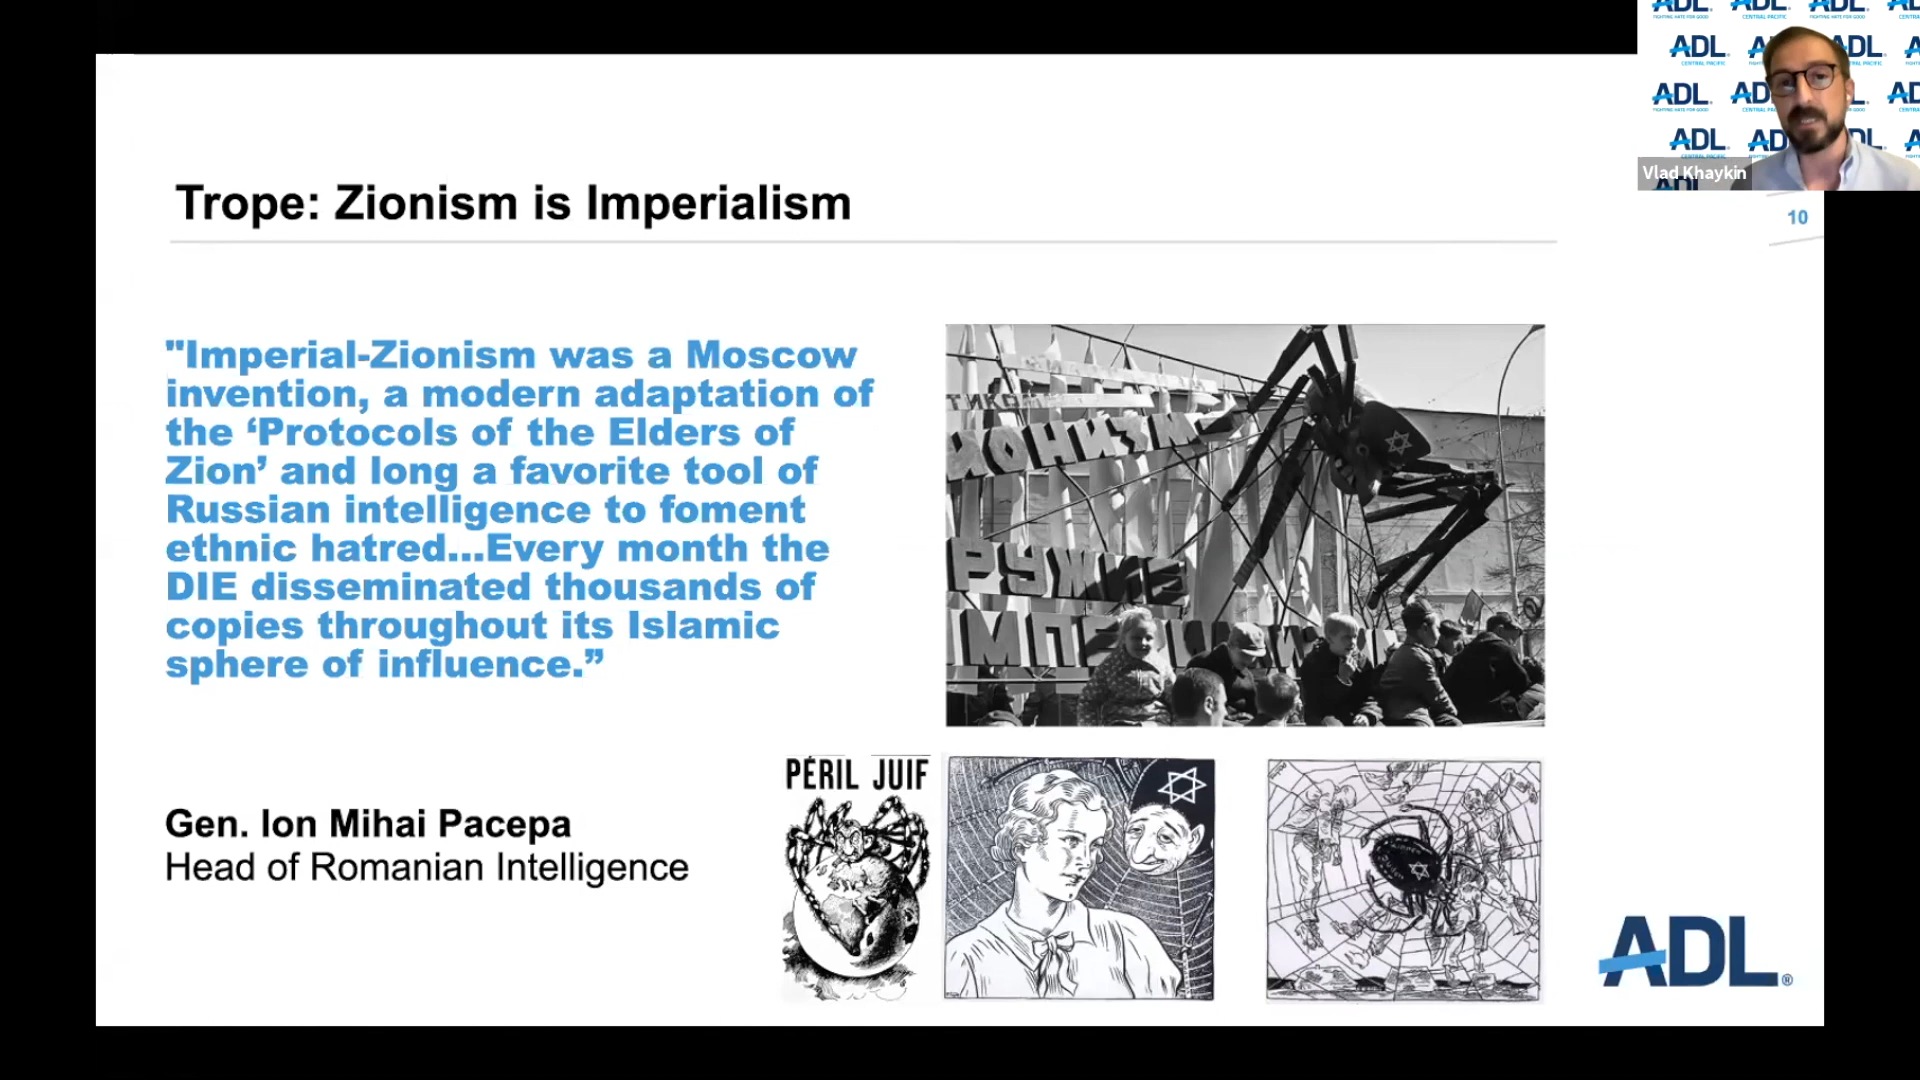 ADL
Vlad Khaykin
10
Trope: Zionism is Imperialism
"Imperial-Zionism was a Moscow
invention, a modern adaptation of
the ‘Protocols of the Elders of
Zion’ and long a favorite tool of
Russian intelligence to foment
ethnic hatred...Every month the
DIE disseminated thousands of
copies throughout its Islamic
sphere of influence.”
Gen. Ion Mihai Pacepa
Head of Romanian Intelligence
ИОНИЗМ
РУЖИЕ
PÉRIL JUIF
ADL®